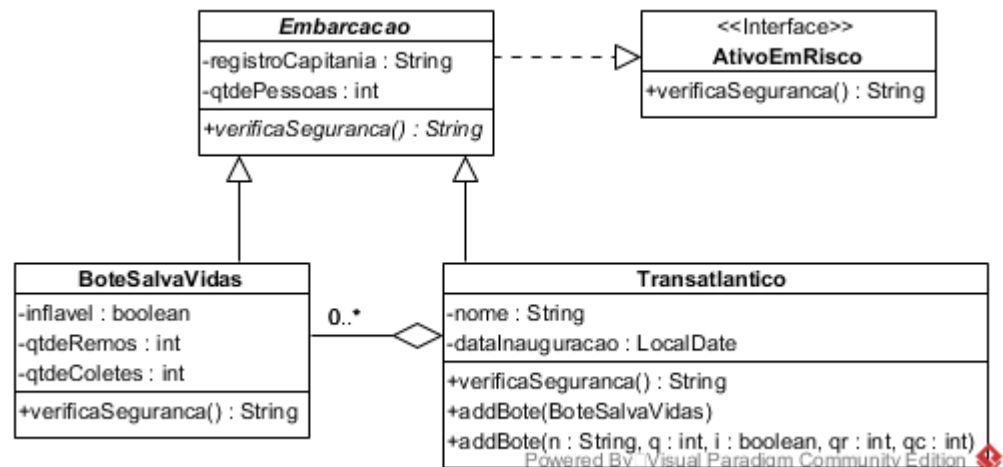 Embarcacao
-registroCapitania : String
-qtdePessoas : int
+verificaSeguranca() : String
<<Interface>>
AtivoEmRisco
+verificaSeguranca() : String
BoteSalvaVidas
-inflavel : boolean
-qtdeRemos : int
-qtdeColetes : int
+verificaSeguranca() : String
0..*
Transatlantico
-nome : String
-dataInauguracao : LocalDate
+verificaSeguranca() : String
+addBote(BoteSalvaVidas)
+addBote(n : String, q : int, i : boolean, qr : int, qc : int)
Powered By Visual Paradigm Community Edition